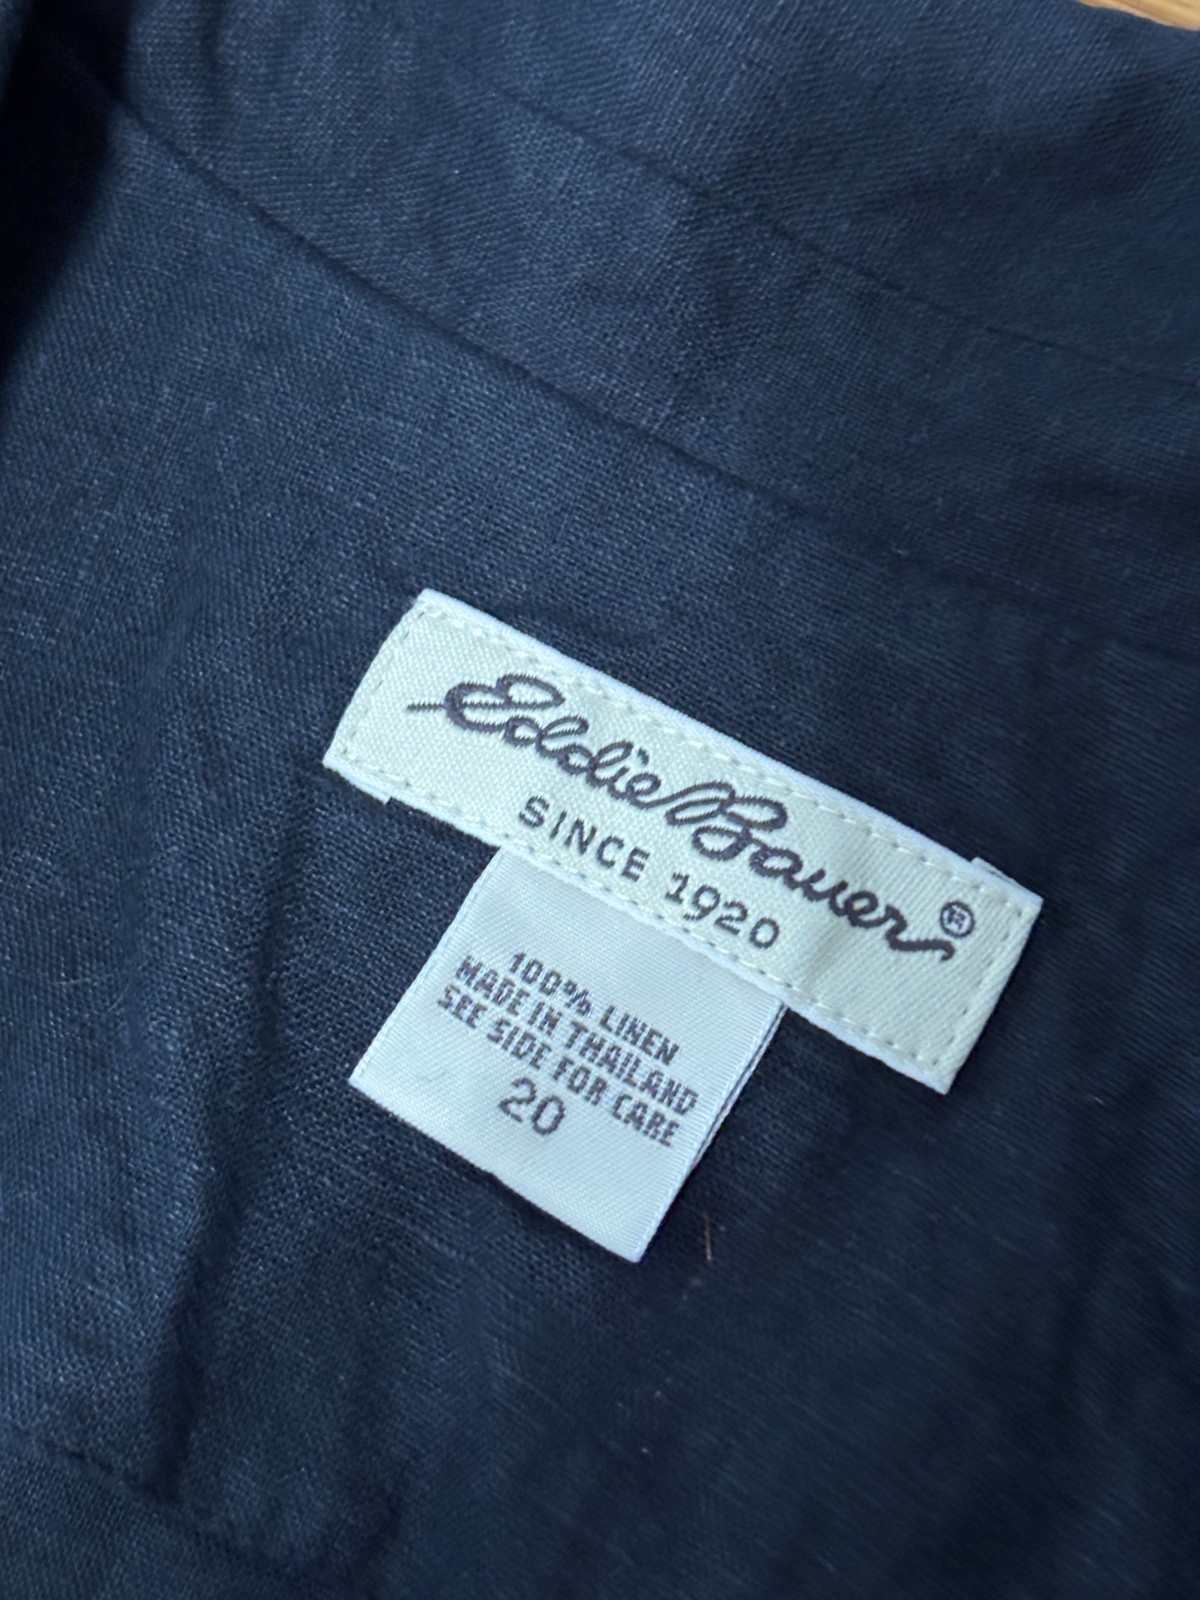 Eddie Bauer®
SINCE 1920
100% LINEN
MADE IN THAILAND
SEE SIDE FOR CARE
20